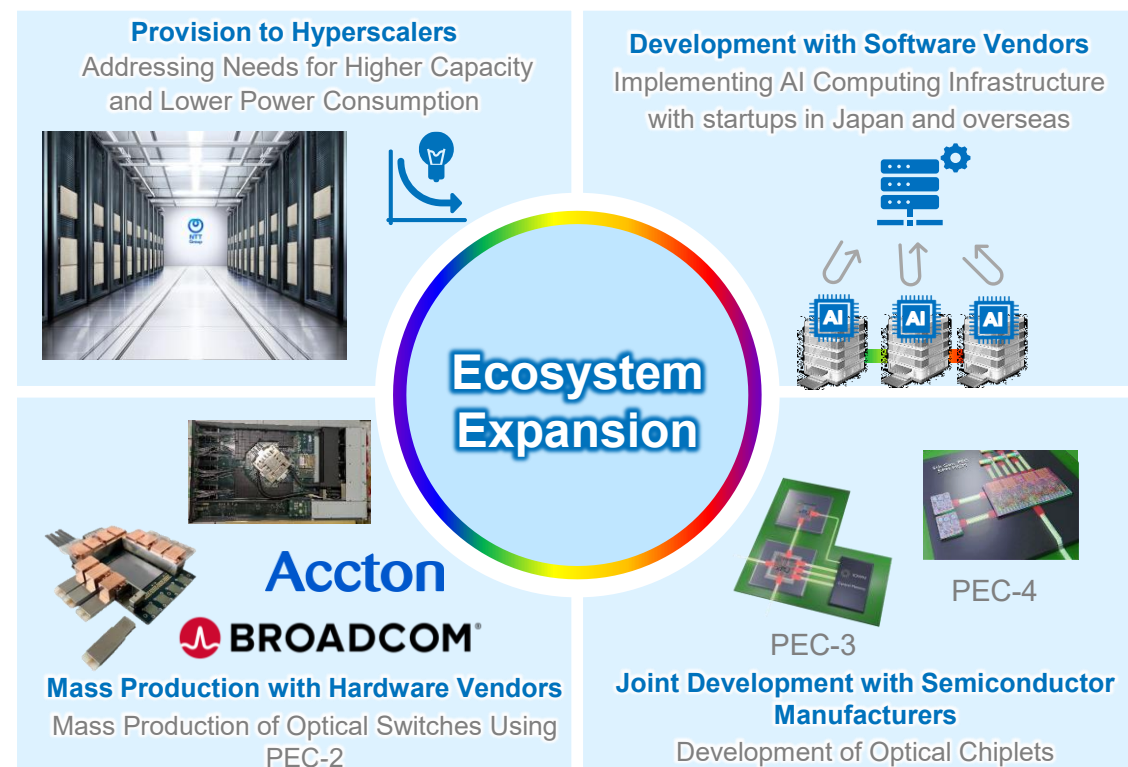 Provision to Hyperscalers
Addressing Needs for Higher Capacity
and Lower Power Consumption
NTT
Group
Development with Software Vendors
Implementing AI Computing Infrastructure
with startups in Japan and overseas
AI
AI
AI
Ecosystem
Expansion
Accton
BROADCOM®
Mass Production with Hardware Vendors
Mass Production of Optical Switches Using
PEC-2
PEC-4
PEC-3
Joint Development with Semiconductor
Manufacturers
Development of Optical Chiplets